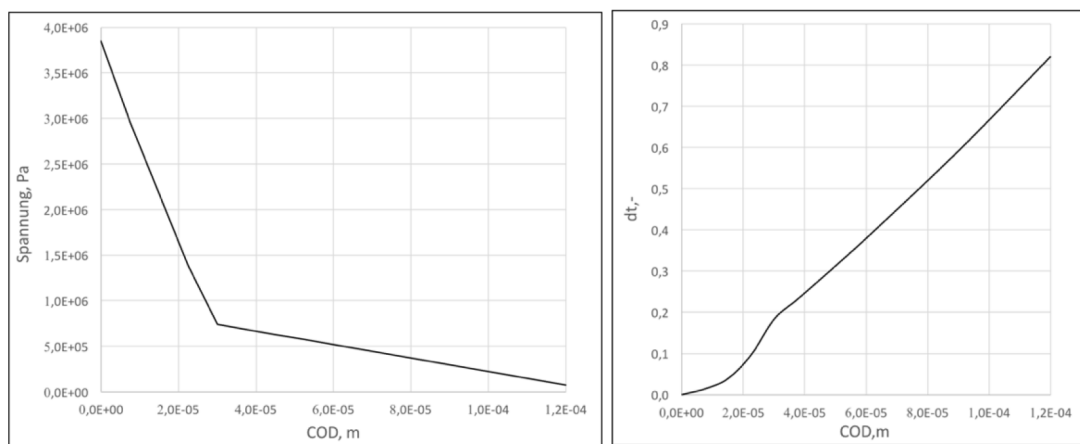 4,0E+06
3,5E+06
3,0E+06
2,5E+06
2,0E+06
1,5E+06
1,0E+06
5,0E+05
0,0E+00
Spannung, Pa
0,0E+00 2,0E-05 4,0E-05 6,0E-05 8,0E-05 1,0E-04 1,2E-04
COD, m
0,9
0,8
0,7
0,6
0,5
0,4
0,3
0,2
0,1
0,0
dt,-
0,0E+00 2,0E-05 4,0E-05 6,0E-05 8,0E-05 1,0E-04 1,2E-04
COD,m